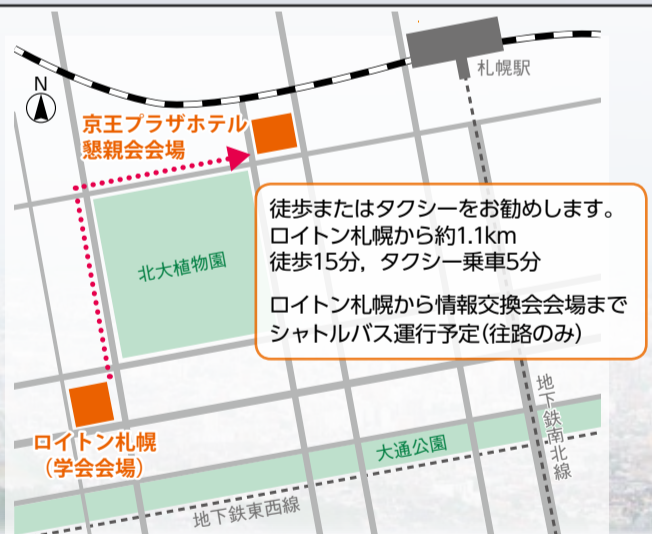 札幌駅
N
京王プラザホテル
懇親会会場
徒歩またはタクシーをお勧めします。
ロイトン札幌から約1.1km
徒歩15分，タクシー乗車5分
ロイトン札幌から情報交換会会場まで
シャトルバス運行予定(往路のみ)
北大植物園
地下鉄南北線
ロイトン札幌
（学会会場）
大通公園
地下鉄東西線